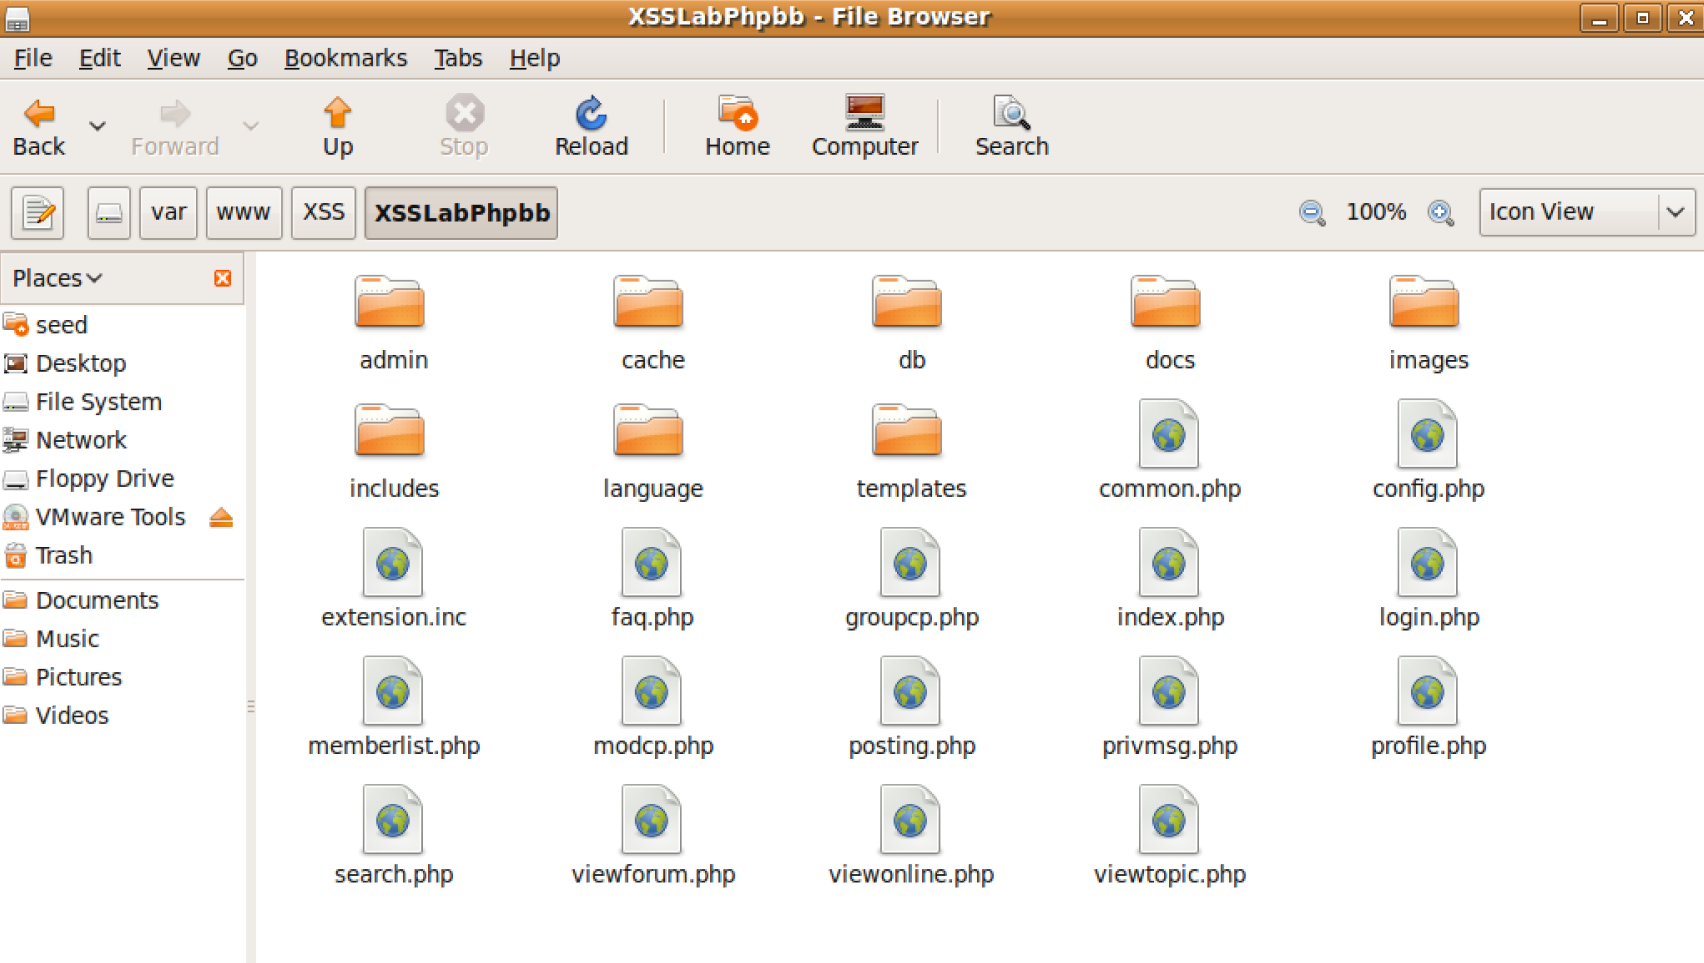 XSSLabPhpbb - File Browser
File Edit View Go Bookmarks Tabs Help
Back Forward Up Stop Reload Home Computer Search
var www XSS XSSLabPhpbb 100% Icon View
Places
seed
Desktop
File System
Network
Floppy Drive
VMware Tools
Trash
Documents
Music
Pictures
Videos
admin cache db docs images
includes language templates common.php config.php
extension.inc faq.php groupcp.php index.php login.php
memberlist.php modcp.php posting.php privmsg.php profile.php
search.php viewforum.php viewonline.php viewtopic.php